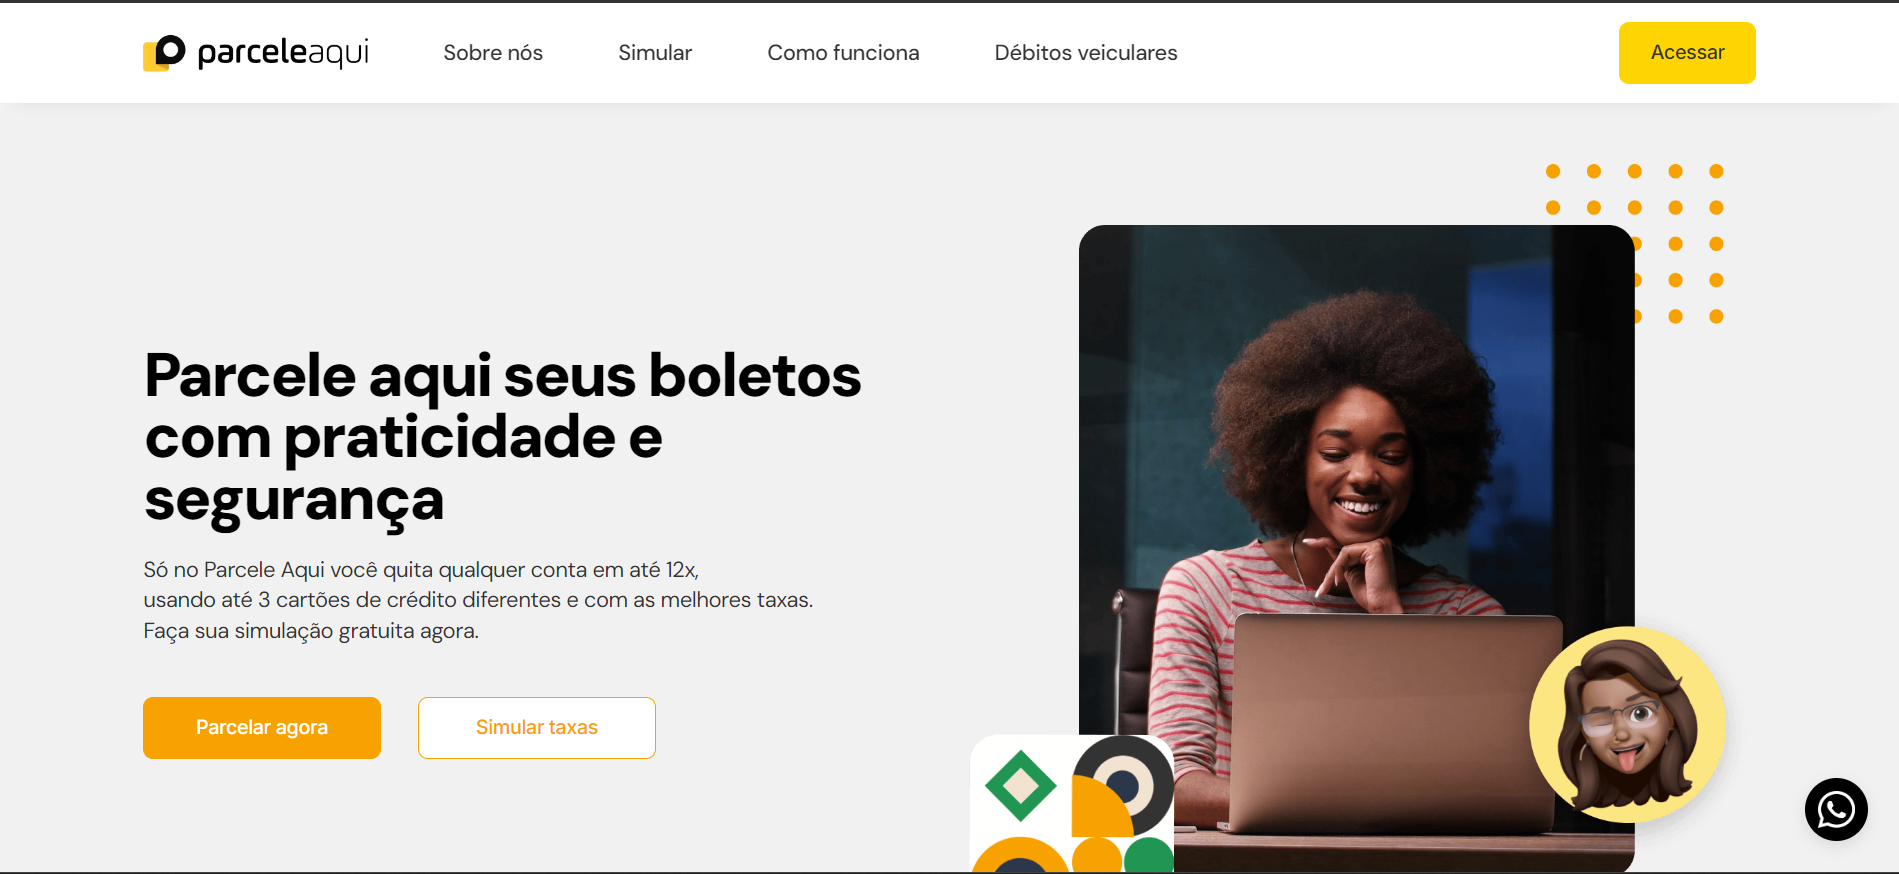 parceleaqui
Sobre nós
Simular
Como funciona
Débitos veiculares
Acessar
Parcele aqui seus boletos
com praticidade e
segurança
Só no Parcele Aqui você quita qualquer conta em até 12x,
usando até 3 cartões de crédito diferentes e com as melhores taxas.
Faça sua simulação gratuita agora.
Parcelar agora
Simular taxas